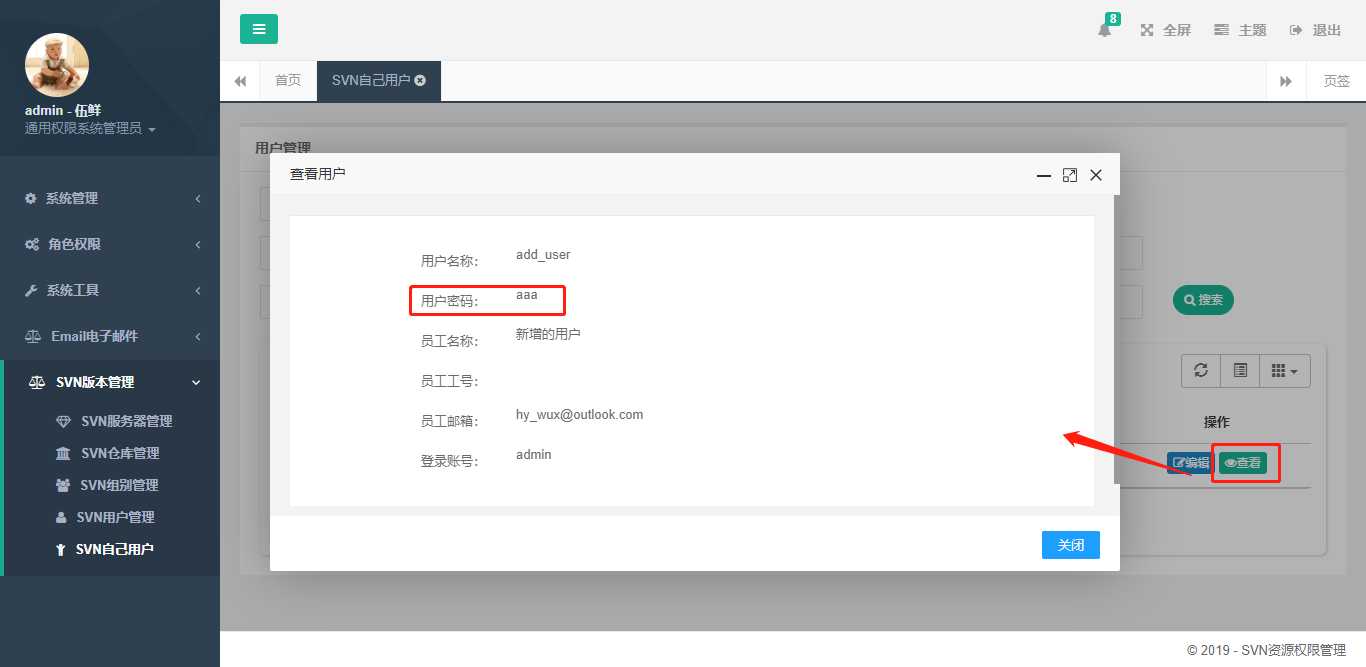 8
全屏
主题
退出
admin - 伍鲜
通用权限系统管理员
首页
SVN自己用户
页签
系统管理
角色权限
系统工具
Email电子邮件
SVN版本管理
SVN服务器管理
SVN仓库管理
SVN组别管理
SVN用户管理
SVN自己用户
用户管理
查看用户
用户名称： add_user
用户密码： aaa
员工名称： 新增的用户
员工工号：
员工邮箱： hy_wux@outlook.com
登录账号： admin
关闭
搜索
操作
编辑 查看
© 2019 - SVN资源权限管理